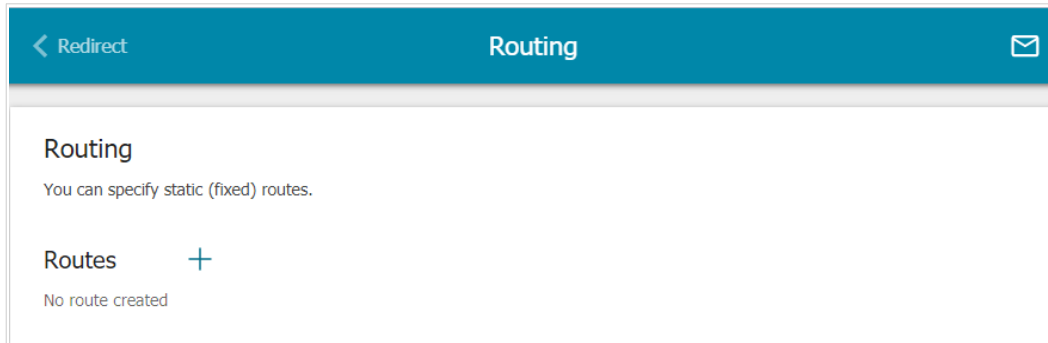 Redirect
Routing
Routing
You can specify static (fixed) routes.
Routes
No route created